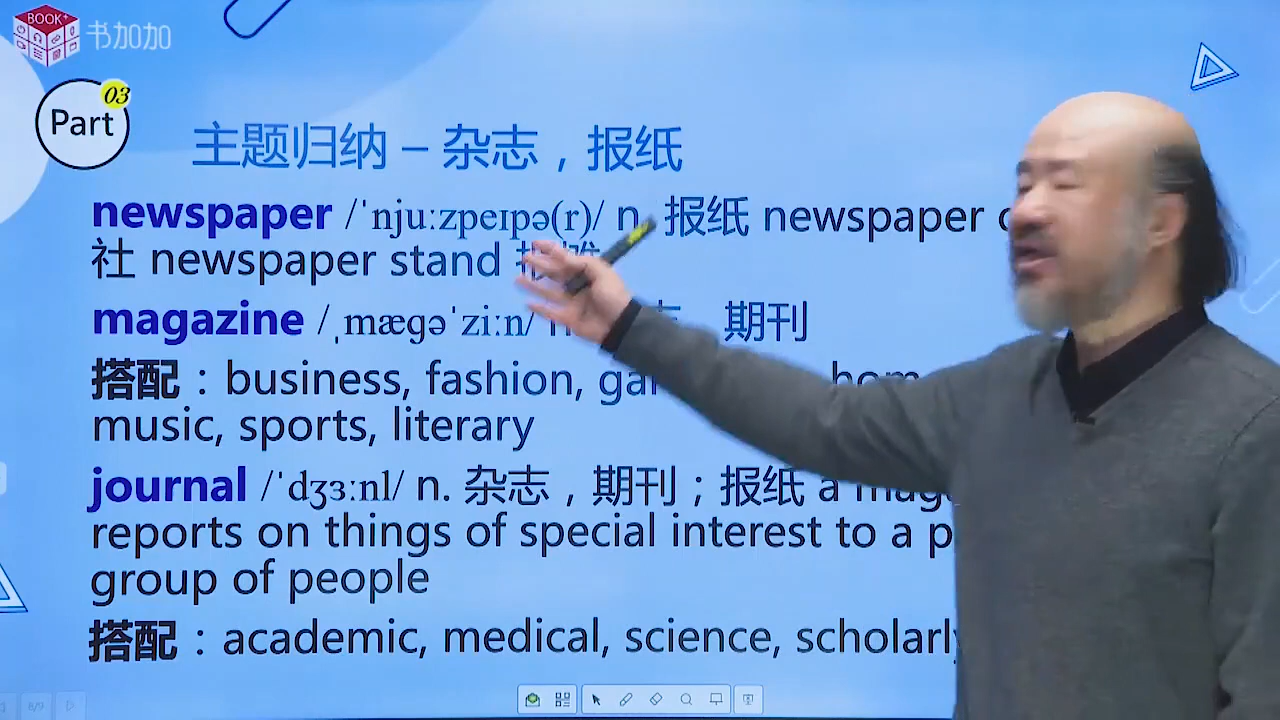 BOOK+
书加加
Part
03
主题归纳 – 杂志，报纸
newspaper /ˈnjuːzpeɪpə(r)/ n. 报纸 newspaper
社 newspaper stand
magazine /ˌmæɡəˈziːn/ ，期刊
搭配：business, fashion,
music, sports, literary
journal /ˈdʒɜːnl/ n. 杂志，期刊；报纸 a
reports on things of special interest to a
group of people
搭配：academic, medical, science, scholarly
8/9